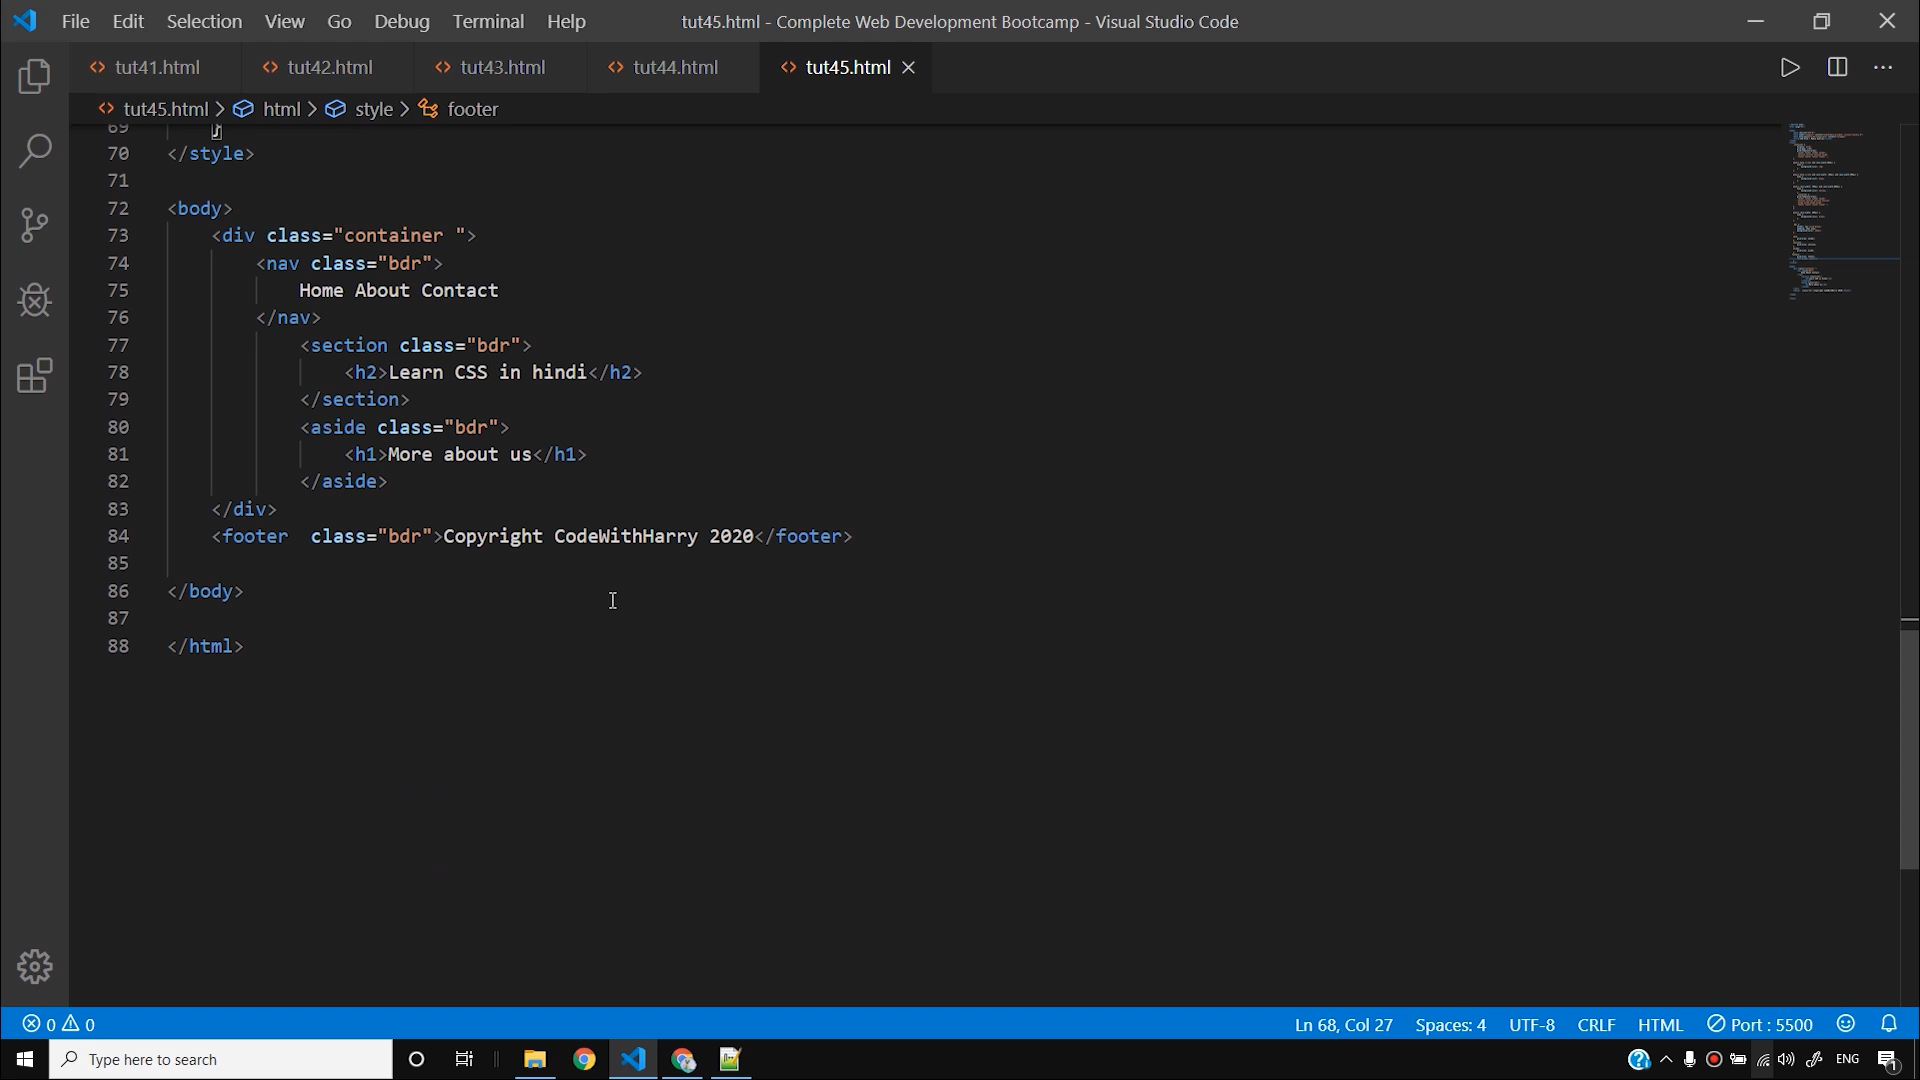 File Edit Selection View Go Debug Terminal Help tut45.html - Complete Web Development Bootcamp - Visual Studio Code
tut41.html tut42.html tut43.html tut44.html tut45.html
tut45.html > html > style > footer
69 }
70 </style>
71
72 <body>
73 <div class="container ">
74 <nav class="bdr">
75 Home About Contact
76 </nav>
77 <section class="bdr">
78 <h2>Learn CSS in hindi</h2>
79 </section>
80 <aside class="bdr">
81 <h1>More about us</h1>
82 </aside>
83 </div>
84 <footer  class="bdr">Copyright CodeWithHarry 2020</footer>
85
86 </body>
87
88 </html>
0 0 Ln 68, Col 27 Spaces: 4 UTF-8 CRLF HTML Port : 5500
Type here to search ENG 1